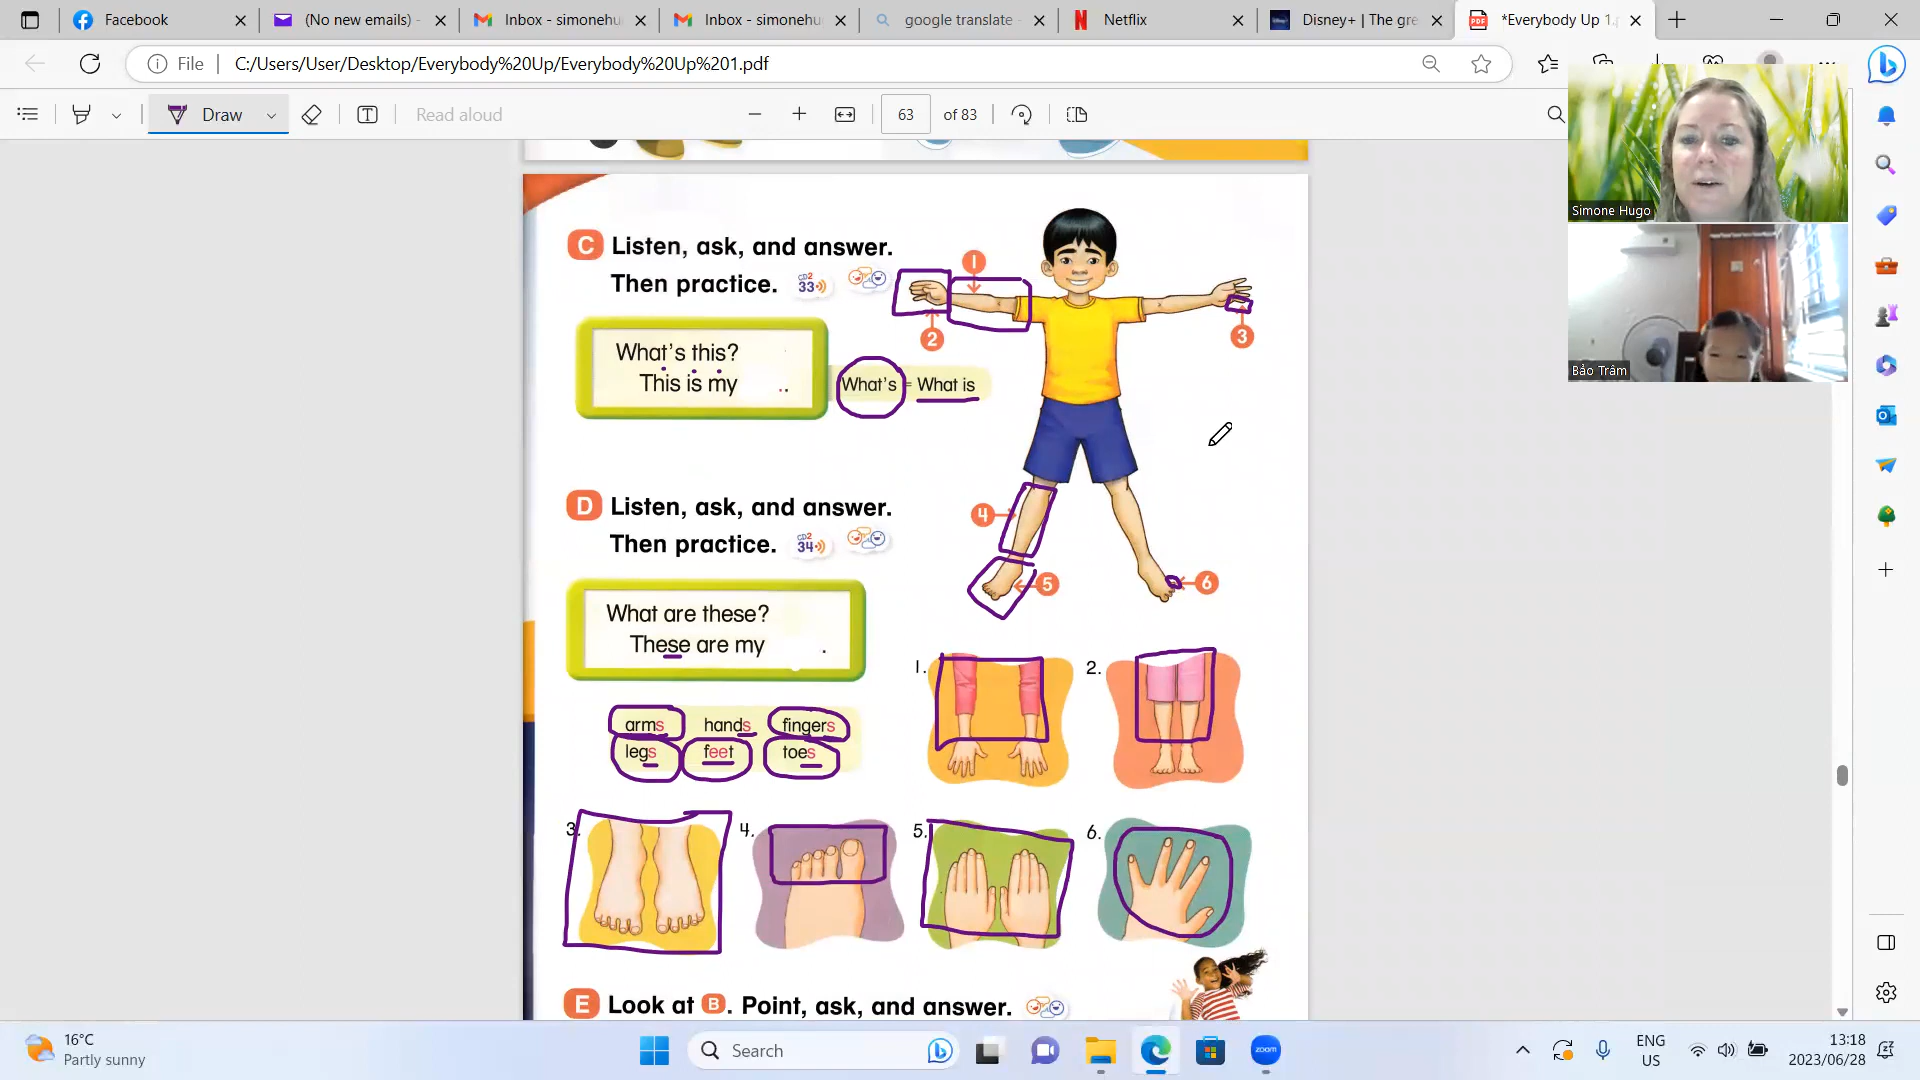 Facebook
(No new emails)
Inbox - simonehu
Inbox - simonehu
google translate
Netflix
Disney+ | The gre
*Everybody Up 1.p
File
C:/Users/User/Desktop/Everybody%20Up/Everybody%20Up%201.pdf
Draw
Read aloud
63
of 83
Simone Hugo
Bảo Trâm
C Listen, ask, and answer.
Then practice. CD2 33
What's this?
This is my ..
What's = What is
1
2
3
4
5
6
D Listen, ask, and answer.
Then practice. CD2 34
What are these?
These are my .
arms hands fingers
legs feet toes
1. 2.
3. 4. 5. 6.
E Look at B. Point, ask, and answer.
16°C
Partly sunny
Search
zoom
ENG
US
13:18
2023/06/28